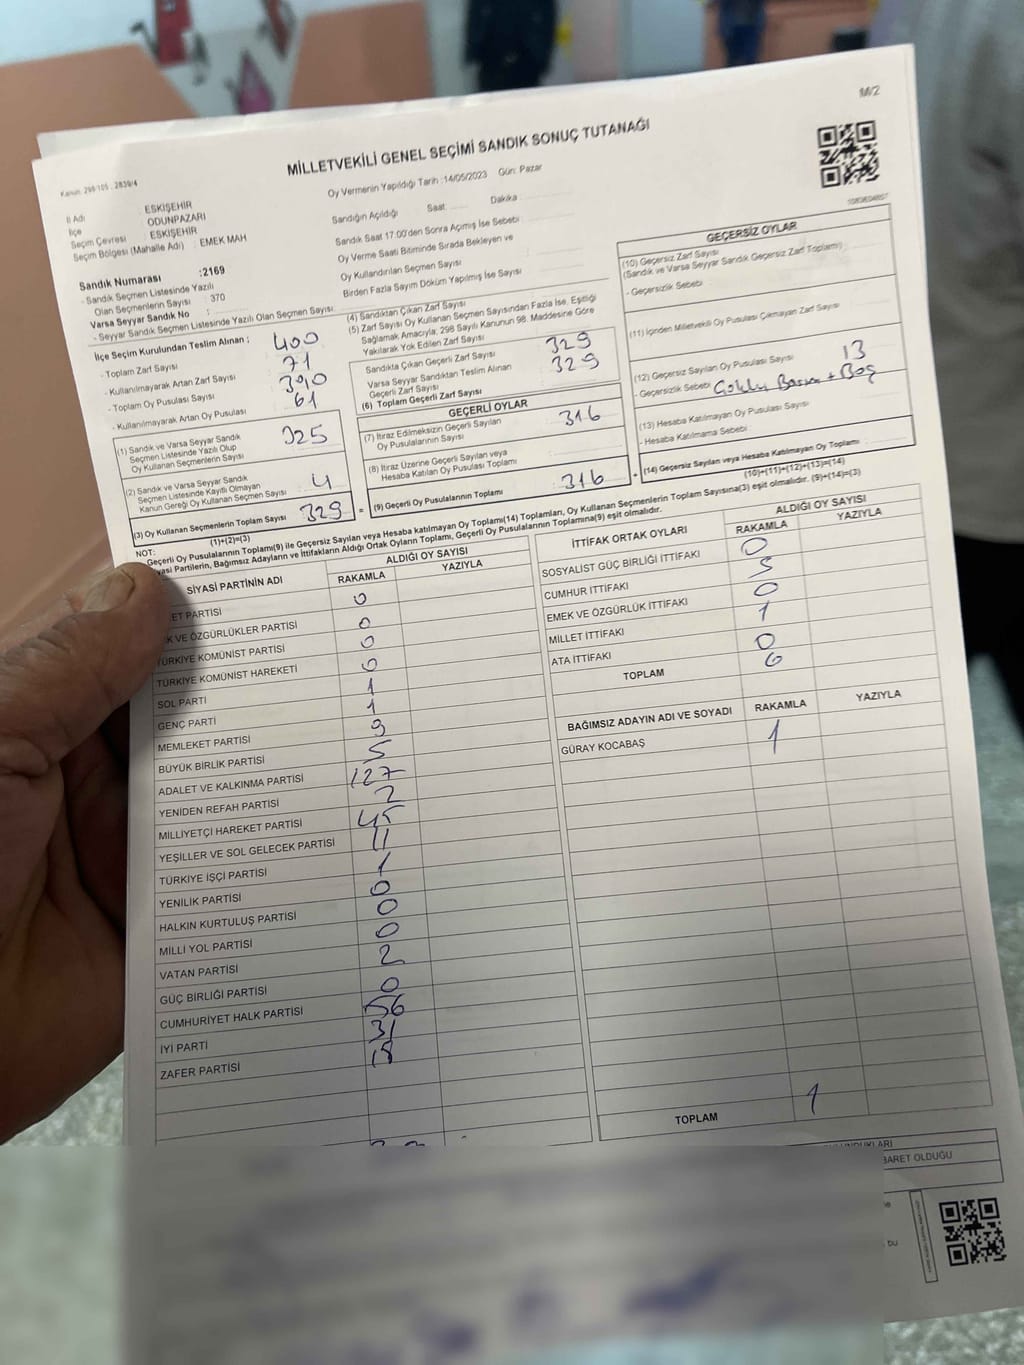 M/2
MİLLETVEKİLİ GENEL SEÇİMİ SANDIK SONUÇ TUTANAĞI
Kanun: 298/105 , 2839/4
Oy Vermenin Yapıldığı Tarih :14/05/2023 Gün: Pazar
İl Adı : ESKİŞEHİR
İlçe : ODUNPAZARI
Seçim Çevresi : ESKİŞEHİR
Seçim Bölgesi (Mahalle Adı) : EMEK MAH
Sandık Numarası :2169
- Sandık Seçmen Listesinde Yazılı
Olan Seçmenlerin Sayısı : 370
Varsa Seyyar Sandık No :
- Seyyar Sandık Seçmen Listesinde Yazılı Olan Seçmen Sayısı:
Sandığın Açıldığı Saat: ........ Dakika : ........
Sandık Saat 17.00'den Sonra Açımış İse Sebebi :
Oy Verme Saati Bitiminde Sırada Bekleyen ve
Oy Kullandırılan Seçmen Sayısı :
Birden Fazla Sayım Döküm Yapılmış İse Sayısı :
İlçe Seçim Kurulundan Teslim Alınan ;
- Toplam Zarf Sayısı : 400
- Kullanılmayarak Artan Zarf Sayısı : 71
- Toplam Oy Pusulası Sayısı : 390
- Kullanılmayarak Artan Oy Pusulası : 61
(1) Sandık ve Varsa Seyyar Sandık
Seçmen Listesinde Yazılı Olup
Oy Kullanan Seçmenlerin Sayısı : 325
(2) Sandık ve Varsa Seyyar Sandık
Seçmen Listesinde Kayıtlı Olmayan
Kanun Gereği Oy Kullanan Seçmen Sayısı : 4
(3) Oy Kullanan Seçmenlerin Toplam Sayısı : 329
(1)+(2)=(3)
(4) Sandıktan Çıkan Zarf Sayısı
(5) Zarf Sayısı Oy Kullanan Seçmen Sayısından Fazla İse, Eşitliği
Sağlamak Amacıyla; 298 Sayılı Kanunun 98. Maddesine Göre
Yakılarak Yok Edilen Zarf Sayısı
Sandıkta Çıkan Geçerli Zarf Sayısı : 329
Varsa Seyyar Sandıktan Teslim Alınan
Geçerli Zarf Sayısı
(6) Toplam Geçerli Zarf Sayısı : 329
GEÇERLİ OYLAR
(7) İtiraz Edilmeksizin Geçerli Sayılan
Oy Pusulalarının Sayısı : 316
(8) İtiraz Üzerine Geçerli Sayılan veya
Hesaba Katılan Oy Pusulası Toplamı :
= (9) Geçerli Oy Pusulalarının Toplamı : 316
GEÇERSİZ OYLAR
(10) Geçersiz Zarf Sayısı
(Sandık ve Varsa Seyyar Sandık Geçersiz Zarf Toplamı)
- Geçersizlik Sebebi
(11) İçinden Milletvekili Oy Pusulası Çıkmayan Zarf Sayısı
(12) Geçersiz Sayılan Oy Pusulası Sayısı : 13
- Geçersizlik Sebebi : Çoklu Basım + Boş
(13) Hesaba Katılmayan Oy Pusulası Sayısı
- Hesaba Katılmama Sebebi
+ (14) Geçersiz Sayılan veya Hesaba Katılmayan Oy Toplamı
(10)+(11)+(12)+(13)=(14)
NOT:
Geçerli Oy Pusulalarının Toplamı(9) ile Geçersiz Sayılan veya Hesaba katılmayan Oy Toplamı(14) Toplamları, Oy Kullanan Seçmenlerin Toplam Sayısına(3) eşit olmalıdır. (9)+(14)=(3)
Siyasi Partilerin, Bağımsız Adayların ve İttifakların Aldığı Ortak Oyların Toplamı, Geçerli Oy Pusulalarının Toplamına(9) eşit olmalıdır.
SİYASİ PARTİNİN ADI ALDIĞI OY SAYISI
RAKAMLA YAZIYLA
ET PARTİSI 0
K VE ÖZGÜRLÜKLER PARTİSİ 0
TÜRKİYE KOMÜNİST PARTİSİ 0
TÜRKİYE KOMÜNİST HAREKETİ 0
SOL PARTİ 1
GENÇ PARTİ 1
MEMLEKET PARTİSİ
BÜYÜK BİRLİK PARTİSİ 5
ADALET VE KALKINMA PARTİSİ 127
YENİDEN REFAH PARTİSİ 2
MİLLİYETÇİ HAREKET PARTİSİ 45
YEŞİLLER VE SOL GELECEK PARTİSİ 11
TÜRKİYE İŞÇİ PARTİSİ 1
YENİLİK PARTİSİ 0
HALKIN KURTULUŞ PARTİSİ 0
MİLLİ YOL PARTİSİ 0
VATAN PARTİSİ 2
GÜÇ BİRLİĞİ PARTİSİ 0
CUMHURİYET HALK PARTİSİ 56
İYİ PARTİ 31
ZAFER PARTİSİ
İTTİFAK ORTAK OYLARI ALDIĞI OY SAYISI
RAKAMLA YAZIYLA
SOSYALİST GÜÇ BİRLİĞİ İTTİFAKI 0
CUMHUR İTTİFAKI 5
EMEK VE ÖZGÜRLÜK İTTİFAKI 0
MİLLET İTTİFAKI 1
ATA İTTİFAKI 0
TOPLAM 6
BAĞIMSIZ ADAYIN ADI VE SOYADI RAKAMLA YAZIYLA
GÜRAY KOCABAŞ 1
TOPLAM 1
BARET OLDUĞU
bu